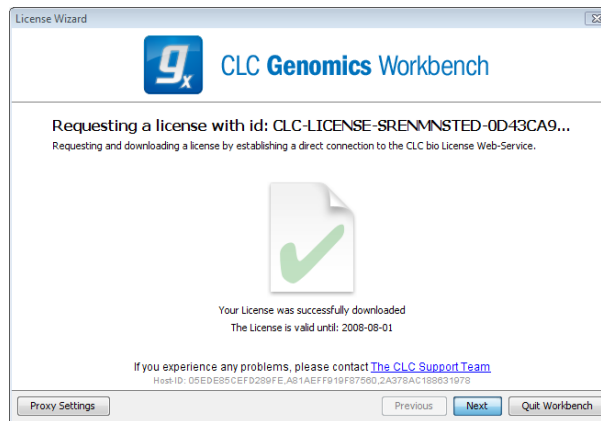 License Wizard
gx
CLC Genomics Workbench
Requesting a license with id: CLC-LICENSE-SRENMNSTED-0D43CA9...
Requesting and downloading a license by establishing a direct connection to the CLC bio License Web-Service.
Your License was successfully downloaded
The License is valid until: 2008-08-01
If you experience any problems, please contact The CLC Support Team
Host-ID: 05EDE85CEFD289FE,A81AEFF919F87560,2A378AC188631978
Proxy Settings Previous Next Quit Workbench